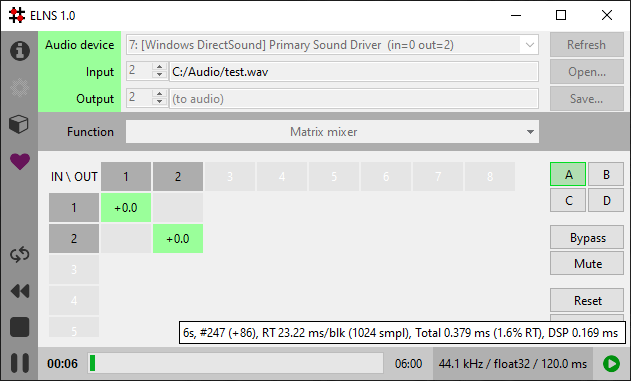 ELNS 1.0
Audio device 7: [Windows DirectSound] Primary Sound Driver (in=0 out=2) Refresh
Input 2 C:/Audio/test.wav Open...
Output 2 (to audio) Save...
Function Matrix mixer
IN \ OUT 1 2 3 4 5 6 7 8 A B
1 +0.0 C D
2 +0.0 Bypass
3 Mute
4 Reset
5
6s, #247 (+86), RT 23.22 ms/blk (1024 smpl), Total 0.379 ms (1.6% RT), DSP 0.169 ms
00:06 06:00 44.1 kHz / float32 / 120.0 ms